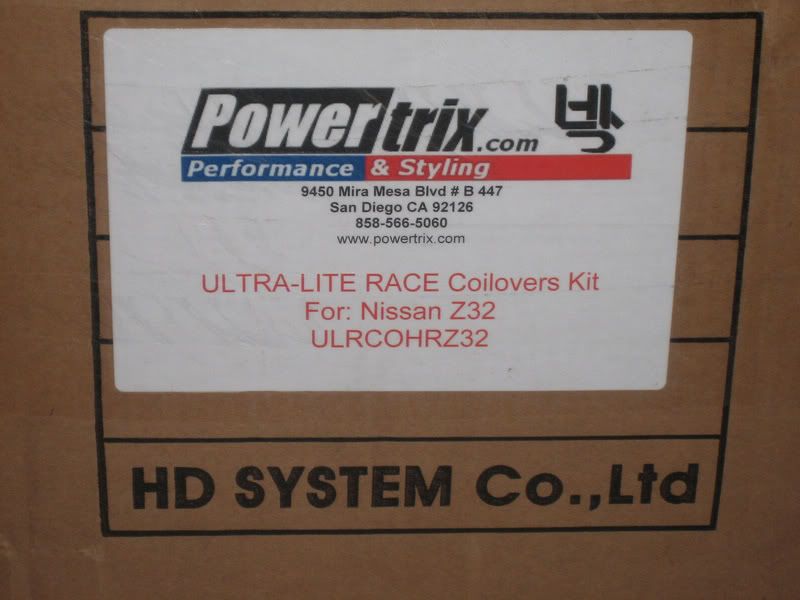 Powertrix.com
Performance & Styling
9450 Mira Mesa Blvd # B 447
San Diego CA 92126
858-566-5060
www.powertrix.com
ULTRA-LITE RACE Coilovers Kit
For: Nissan Z32
ULRCOHRZ32
HD SYSTEM Co.,Ltd